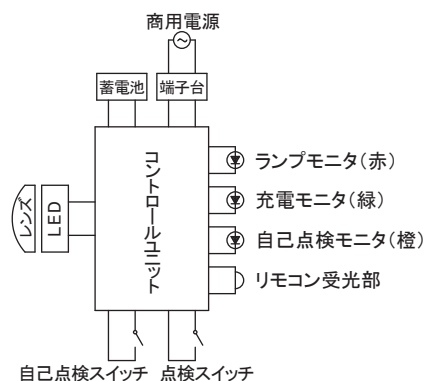 商用電源
蓄電池
端子台
コントロールユニット
レンズ
LED
ランプモニタ(赤)
充電モニタ(緑)
自己点検モニタ(橙)
リモコン受光部
自己点検スイッチ
点検スイッチ